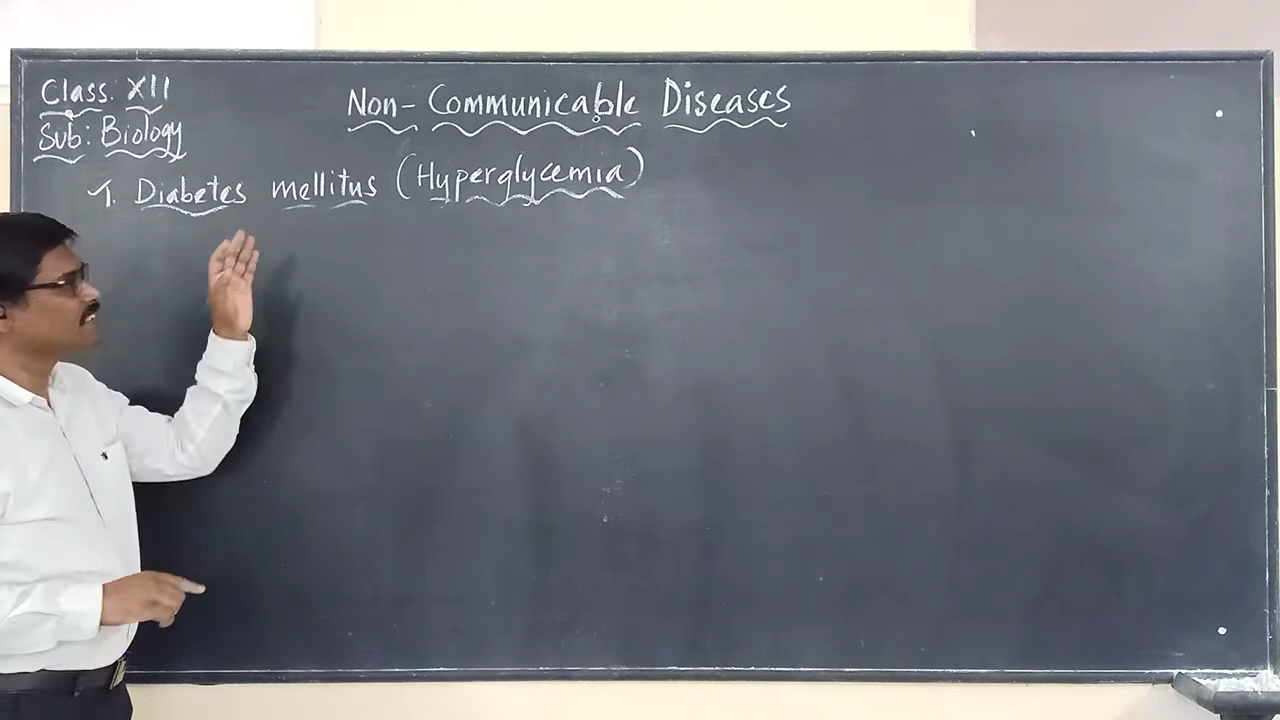 Class: XII
Sub: Biology
Non-Communicable Diseases
1. Diabetes mellitus (Hyperglycemia)